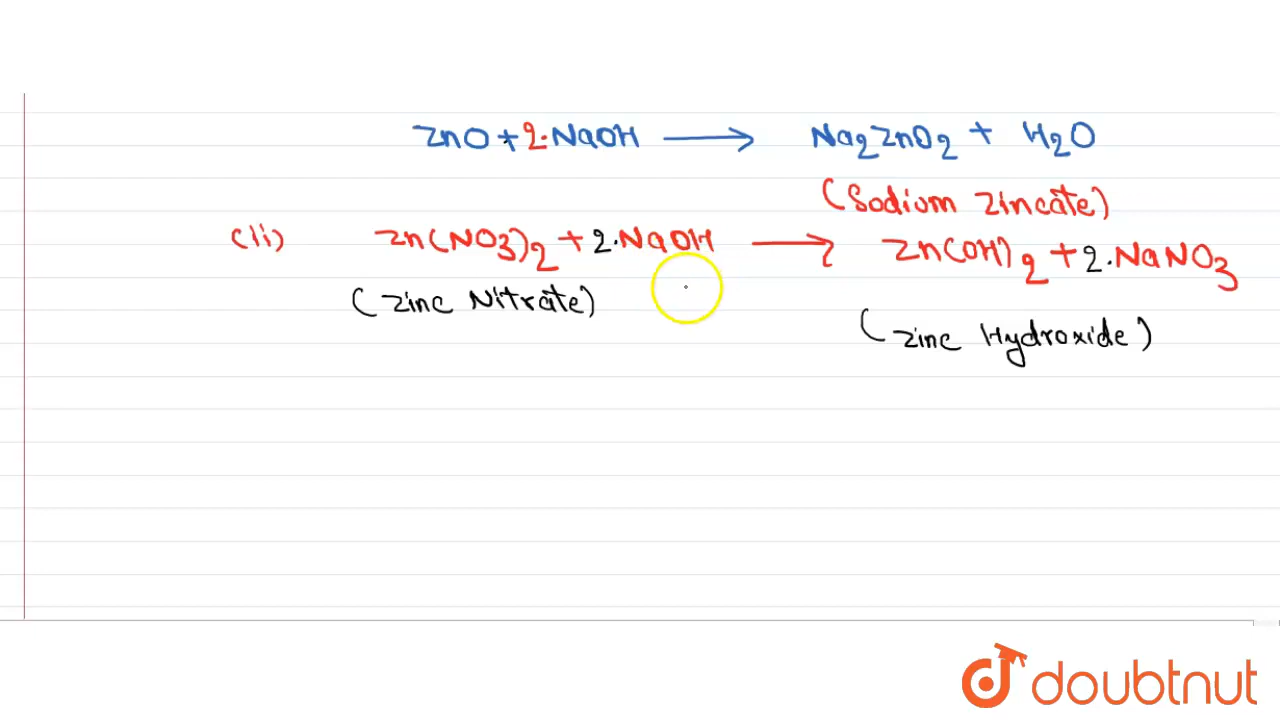 ZnO + 2·NaOH ⟶ Na₂ZnO₂ + H₂O
(Sodium Zincate)
(ii) Zn(NO₃)₂ + 2·NaOH ⟶ Zn(OH)₂ + 2·NaNO₃
(Zinc Nitrate)
(Zinc Hydroxide)
doubtnut